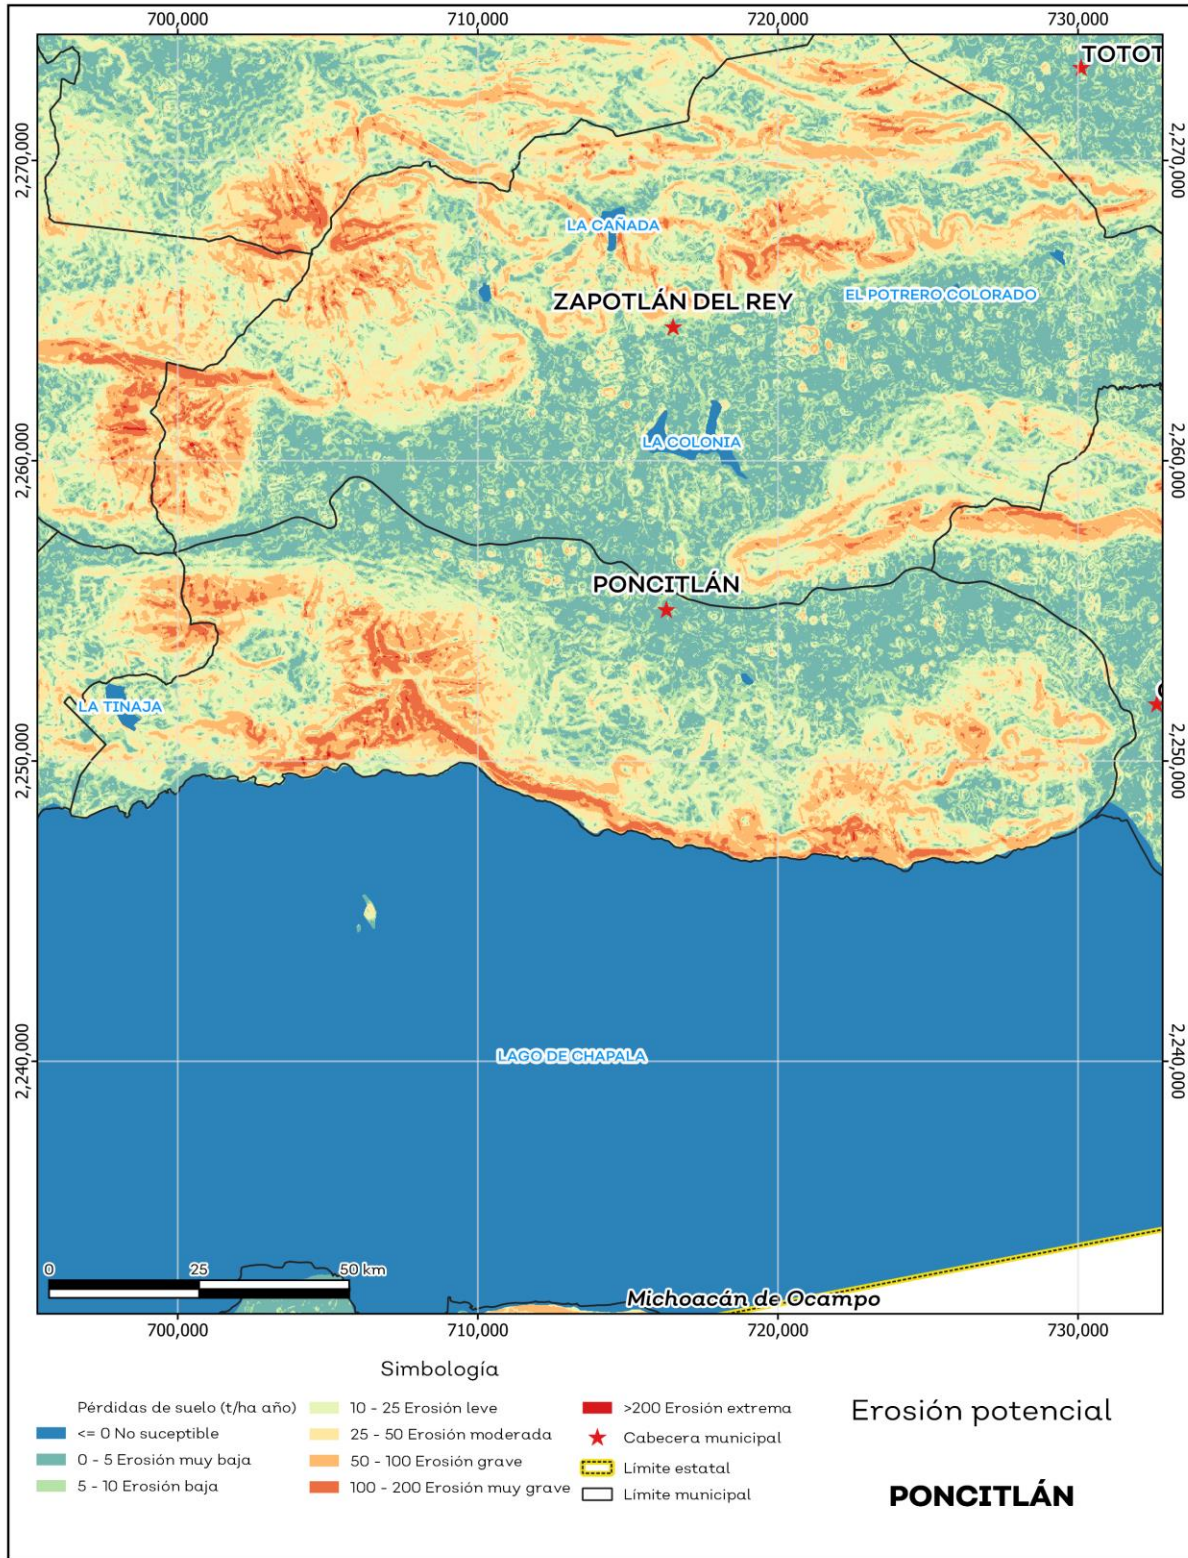 700,000 710,000 720,000 730,000
TOTOT
2,270,000 2,270,000
LA CAÑADA
ZAPOTLÁN DEL REY
EL POTRERO COLORADO
LA COLONIA
2,260,000 2,260,000
PONCITLÁN
LA TINAJA
2,250,000 2,250,000
LAGO DE CHAPALA
2,240,000 2,240,000
0 25 50 km
Michoacán de Ocampo
700,000 710,000 720,000 730,000
Simbología
Pérdidas de suelo (t/ha año)
<= 0 No suceptible
0 - 5 Erosión muy baja
5 - 10 Erosión baja
10 - 25 Erosión leve
25 - 50 Erosión moderada
50 - 100 Erosión grave
100 - 200 Erosión muy grave
>200 Erosión extrema
Cabecera municipal
Límite estatal
Límite municipal
Erosión potencial
PONCITLÁN